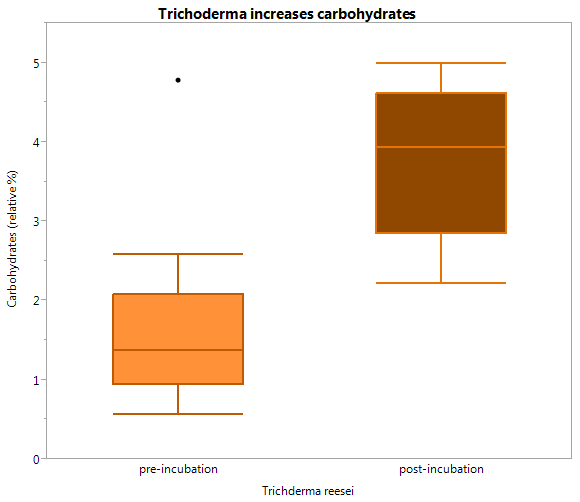 Trichoderma increases carbohydrates
Carbohydrates (relative %)
5
4
3
2
1
0
pre-incubation
post-incubation
Trichderma reesei